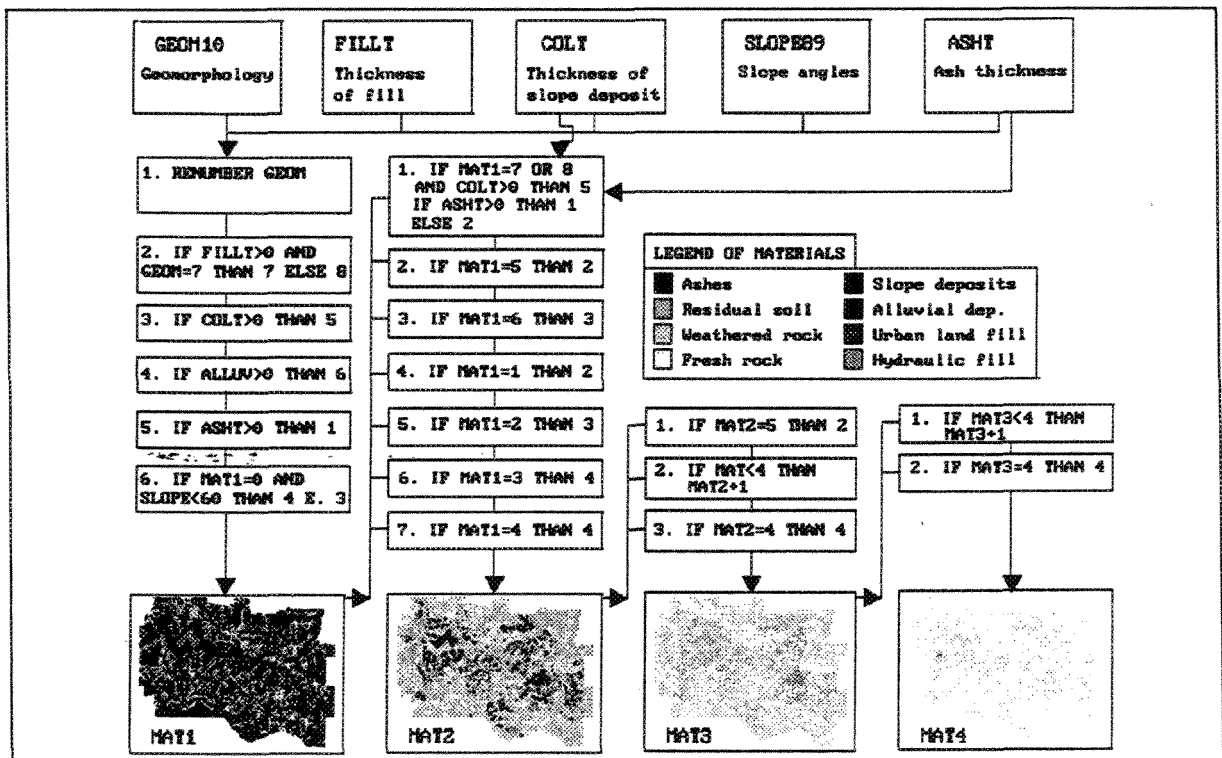 GEOM10
Geomorphology
FILLT
Thickness
of fill
COLT
Thickness of
slope deposit
SLOPE89
Slope angles
ASHT
Ash thickness
1. RENUMBER GEOM
2. IF FILLT>0 AND
GEOM=7 THAN 7 ELSE 8
3. IF COLT>0 THAN 5
4. IF ALLUV>0 THAN 6
5. IF ASHT>0 THAN 1
6. IF MAT1=0 AND
SLOPE<60 THAN 4 E. 3
MAT1
1. IF MAT1=7 OR 8
AND COLT>0 THAN 5
IF ASHT>0 THAN 1
ELSE 2
2. IF MAT1=5 THAN 2
3. IF MAT1=6 THAN 3
4. IF MAT1=1 THAN 2
5. IF MAT1=2 THAN 3
6. IF MAT1=3 THAN 4
7. IF MAT1=4 THAN 4
MAT2
LEGEND OF MATERIALS
Ashes
Residual soil
Weathered rock
Fresh rock
Slope deposits
Alluvial dep.
Urban land fill
Hydraulic fill
1. IF MAT2=5 THAN 2
2. IF MAT<4 THAN
MAT2+1
3. IF MAT2=4 THAN 4
MAT3
1. IF MAT3<4 THAN
MAT3+1
2. IF MAT3=4 THAN 4
MAT4